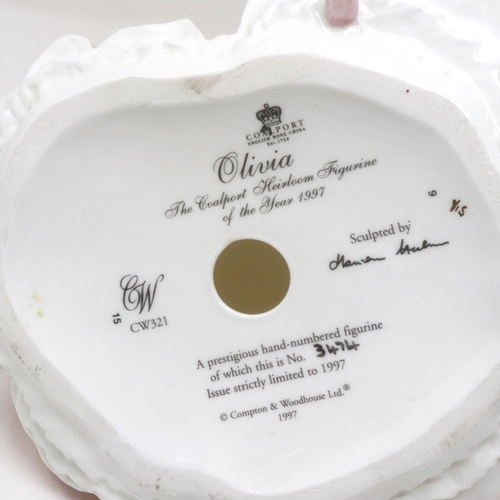 COALPORT
ENGLISH BONE CHINA
EST. 1750
Olivia
The Coalport Heirloom Figurine
of the Year 1997
9
Sculpted by
CW
15
CW321
A prestigious hand-numbered figurine
of which this is No. 3474
Issue strictly limited to 1997
© Compton & Woodhouse Ltd.®
1997